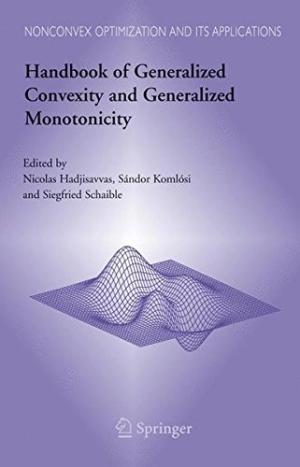 NONCONVEX OPTIMIZATION AND ITS APPLICATIONS
Handbook of Generalized
Convexity and Generalized
Monotonicity
Edited by
Nicolas Hadjisavvas, Sándor Komlósi
and Siegfried Schaible
Springer